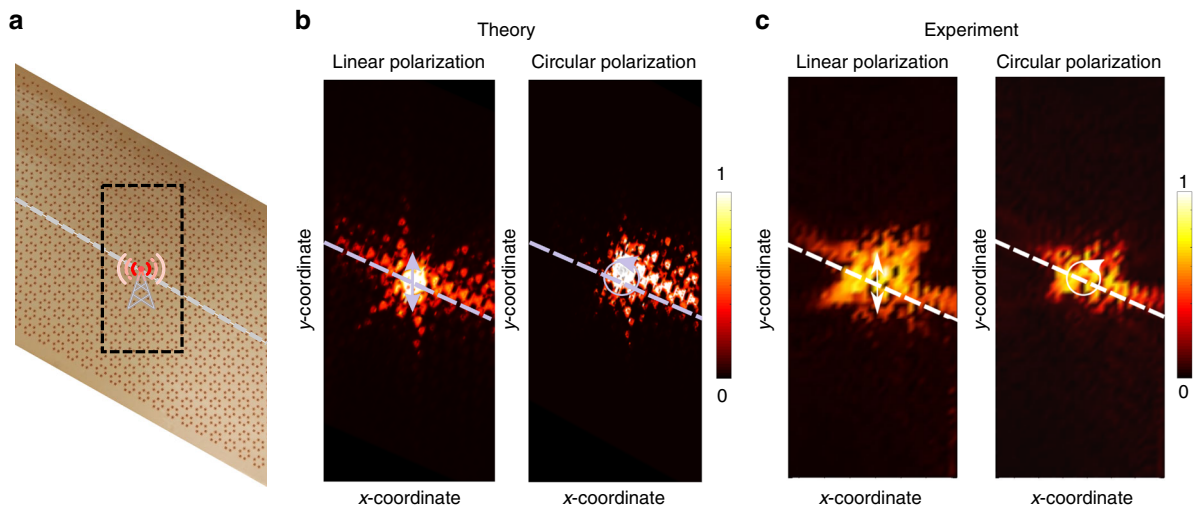 a
b
Theory
Linear polarization
Circular polarization
y-coordinate
y-coordinate
x-coordinate
x-coordinate
1
0
c
Experiment
Linear polarization
Circular polarization
y-coordinate
y-coordinate
x-coordinate
x-coordinate
1
0